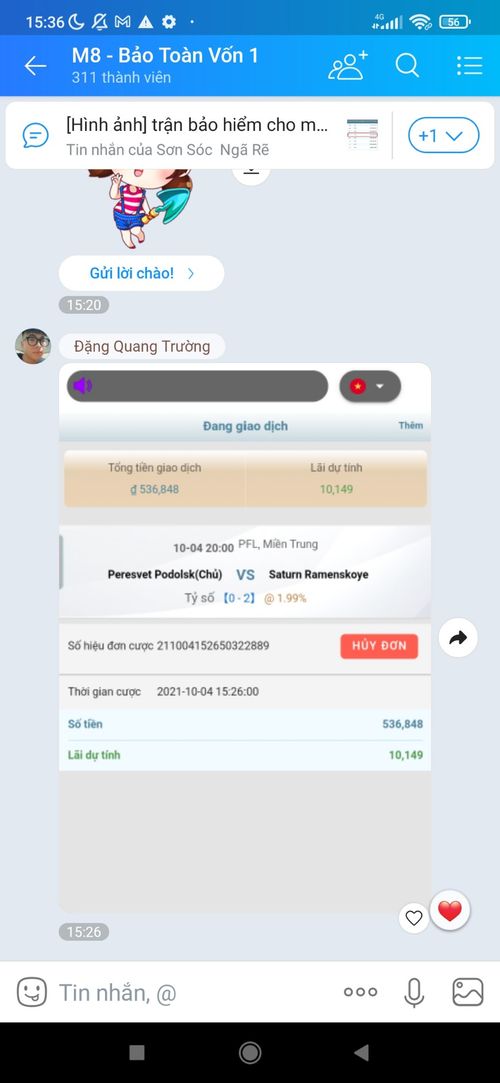 15:36
4G
56
M8 - Bảo Toàn Vốn 1
311 thành viên
[Hình ảnh] trận bảo hiểm cho m...
Tin nhắn của Sơn Sóc Ngã Rẽ
+1
Gửi lời chào!
15:20
Đặng Quang Trường
Đang giao dịch
Thêm
Tổng tiền giao dịch
Lãi dự tính
₫ 536,848
10,149
10-04 20:00 PFL, Miền Trung
Peresvet Podolsk(Chủ) VS Saturn Ramenskoye
Tỷ số 【0 - 2】 @ 1.99%
Số hiệu đơn cược 211004152650322889
HỦY ĐƠN
Thời gian cược 2021-10-04 15:26:00
Số tiền 536,848
Lãi dự tính 10,149
15:26
Tin nhắn, @